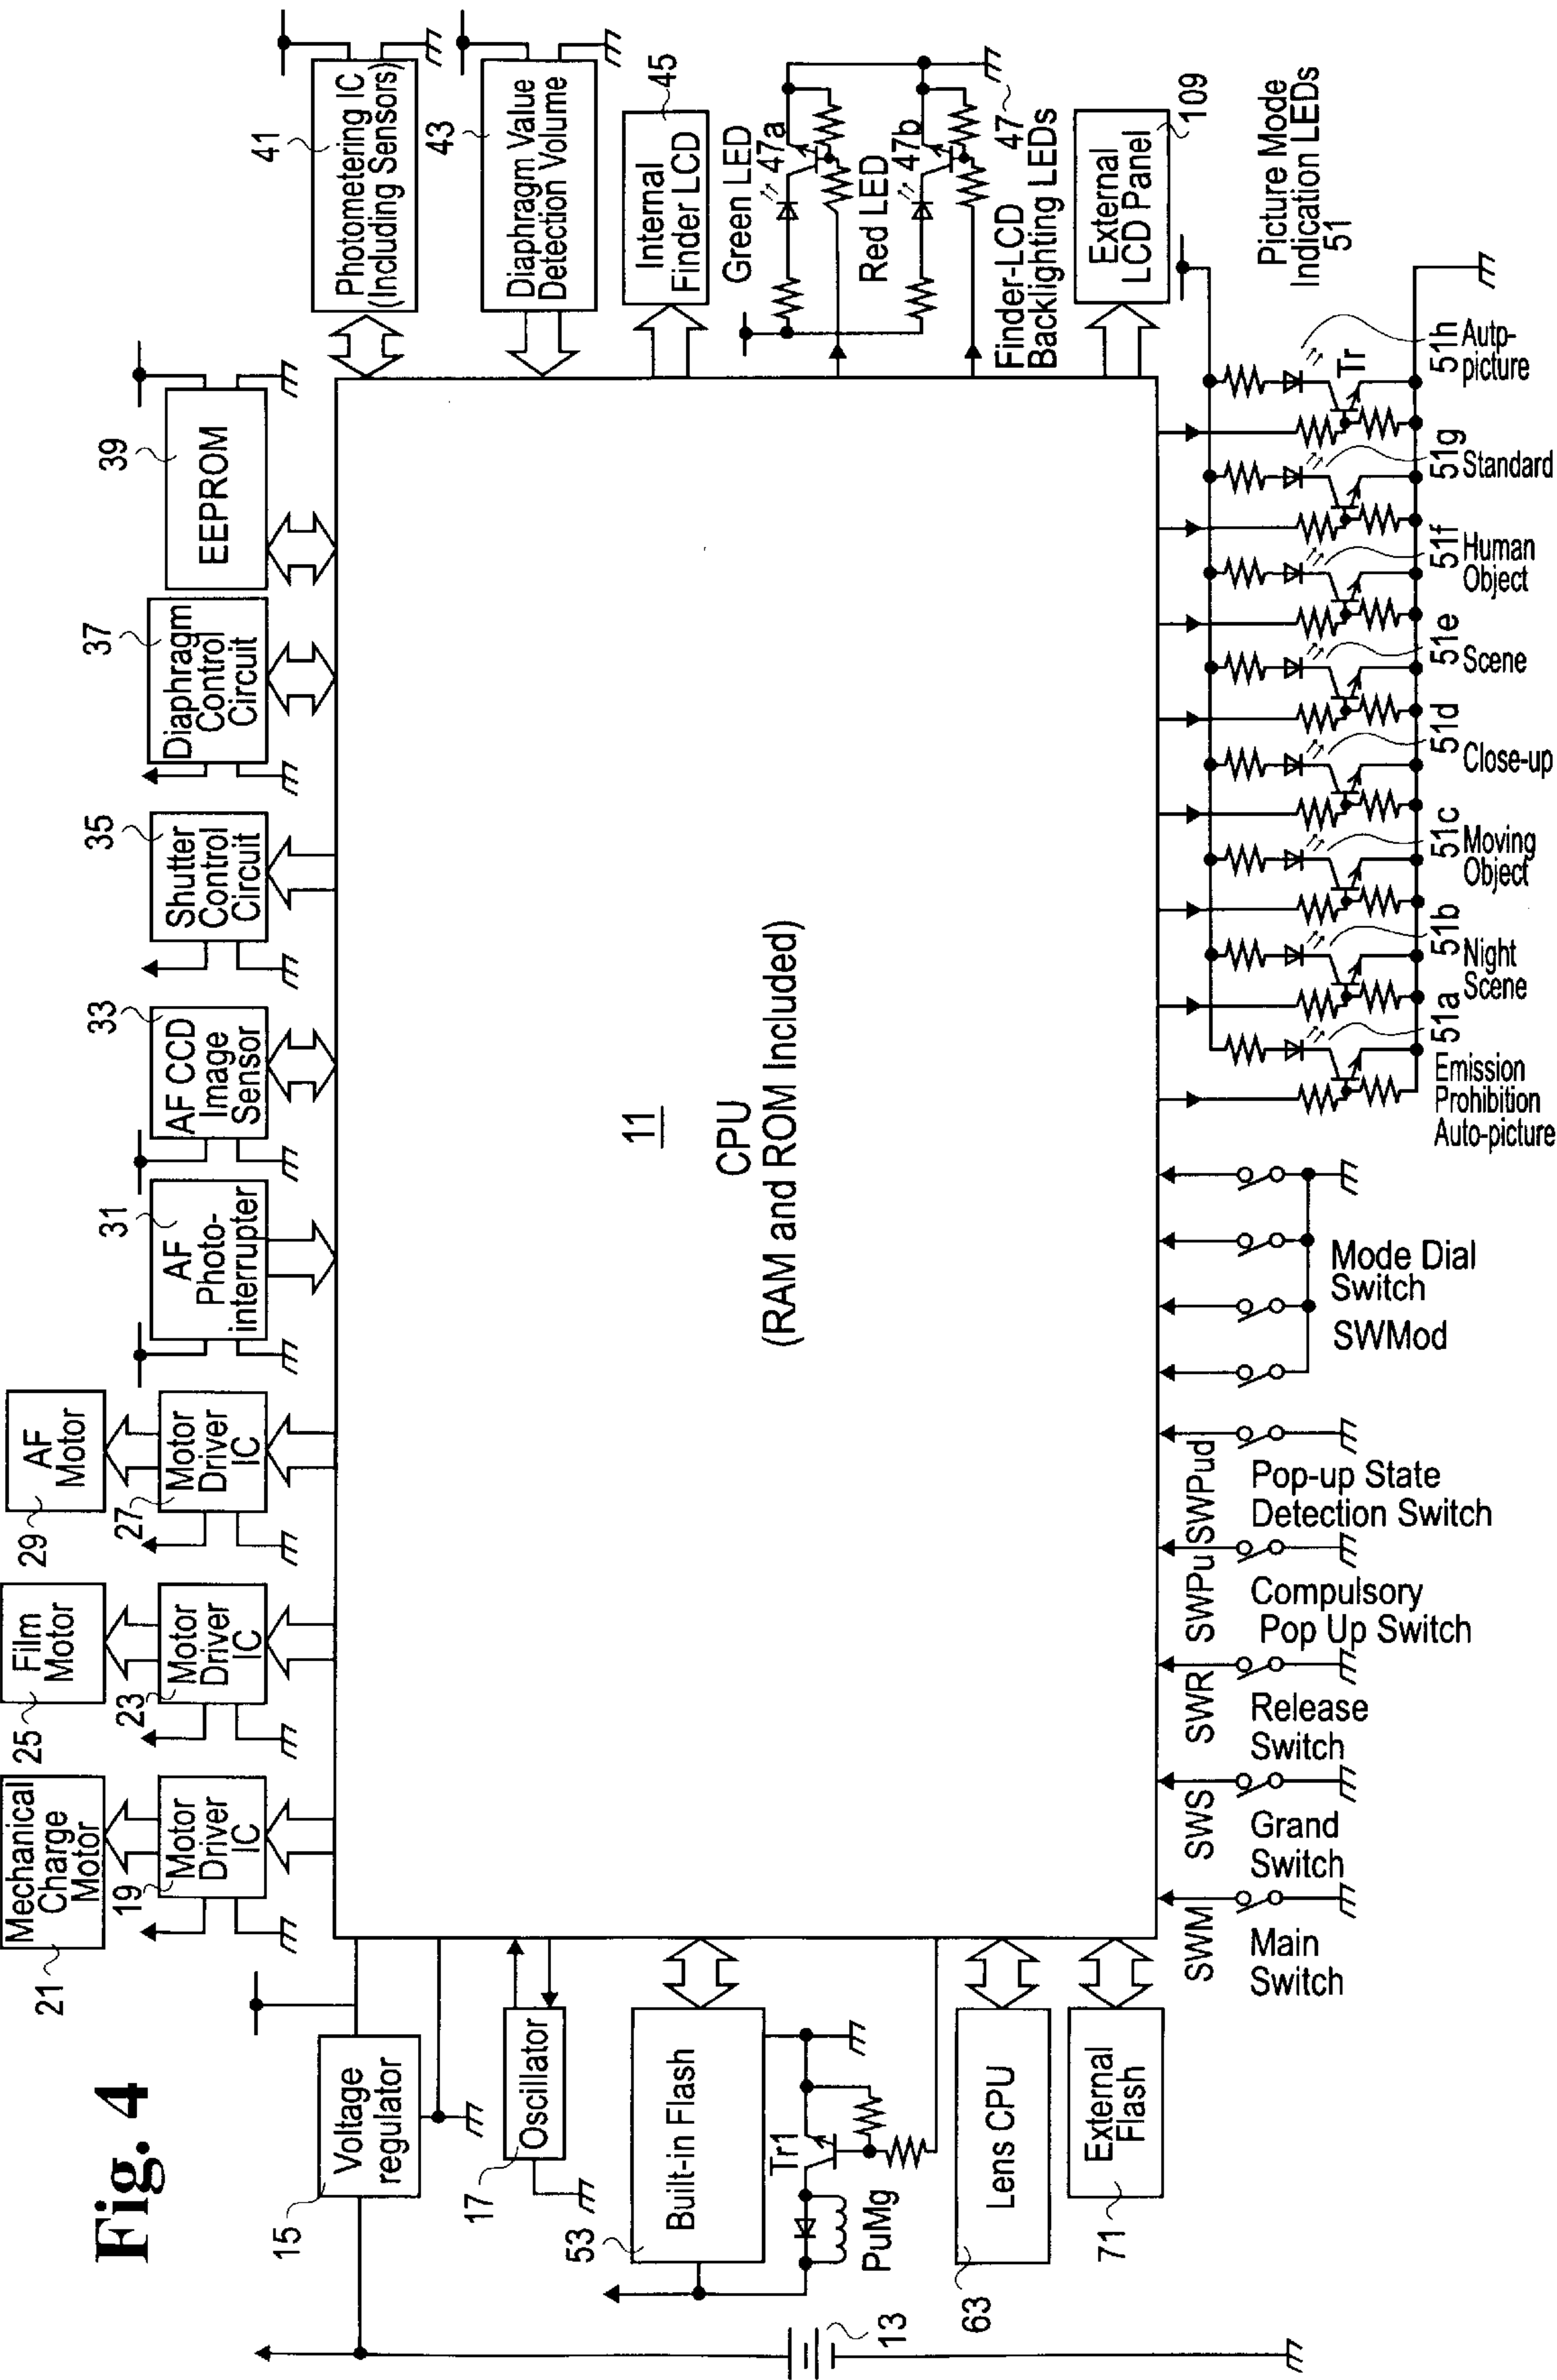 Fig. 4
Mechanical
Charge
Motor
21
Film
Motor
25
AF
Motor
29
Motor
Driver
IC
19
Motor
Driver
IC
23
Motor
Driver
IC
27
31
AF
Photo-
interrupter
33
AF CCD
Image
Sensor
35
Shutter
Control
Circuit
37
Diaphragm
Control
Circuit
39
EEPROM
41
Photometering IC
(Including Sensors)
43
Diaphragm Value
Detection Volume
45
Internal
Finder LCD
Green LED
47a
Red LED
47b
47
Finder-LCD
Backlighting LEDs
External
LCD Panel
109
Voltage
regulator
15
Oscillator
17
Built-in Flash
53
Tr1
PuMg
13
Lens CPU
63
External
Flash
71
11
CPU
(RAM and ROM Included)
SWM
Main
Switch
SWS
Grand
Switch
SWR
Release
Switch
SWPu
Compulsory
Pop Up Switch
SWPud
Pop-up State
Detection Switch
Mode Dial
Switch
SWMod
Picture Mode
Indication LEDs
51
Tr
51a
Emission
Prohibition
Auto-picture
51b
Night
Scene
51c
Moving
Object
51d
Close-up
51e
Scene
51f
Human
Object
51g
Standard
51h
Autp-
picture